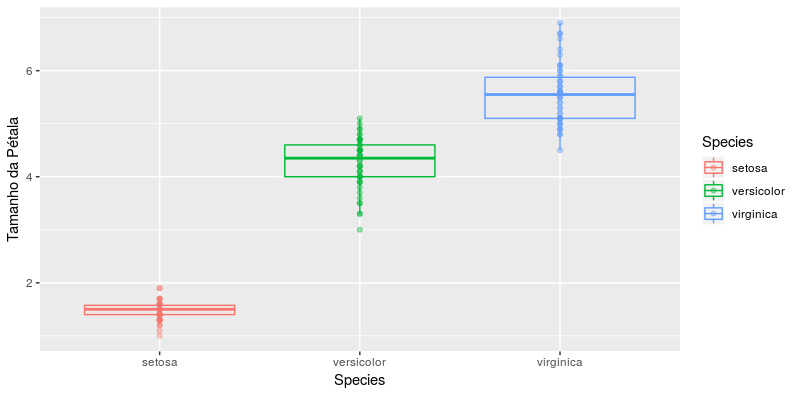 Tamanho da Pétala
6
4
2
setosa
versicolor
virginica
Species
Species
setosa
versicolor
virginica